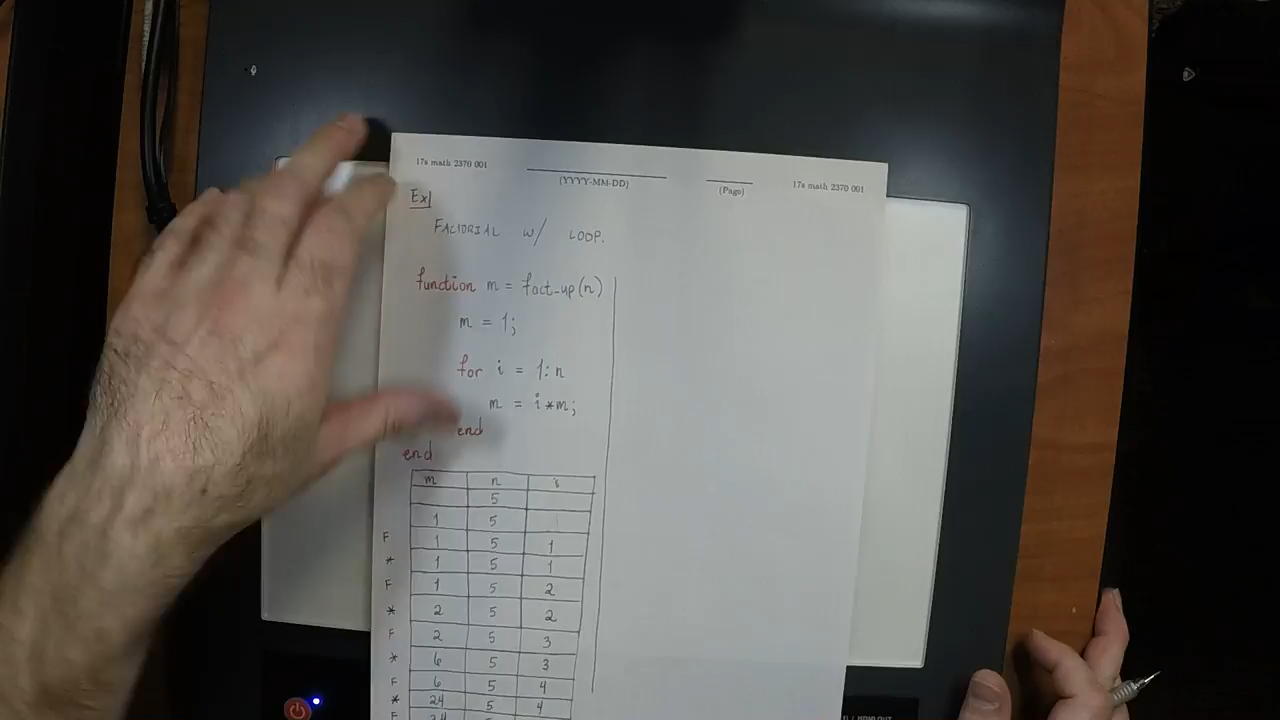 17s math 2370 001
(YYYY-MM-DD)
(Page)
17s math 2370 001
Ex
FACTORIAL W/ LOOP.
function m = fact-up(n)
m = 1;
for i = 1:n
m = i*m;
end
end
m n i
5
1 5
F 1 5 1
* 1 5 1
F 1 5 2
* 2 5 2
F 2 5 3
* 6 5 3
F 6 5 4
* 24 5 4
F 24